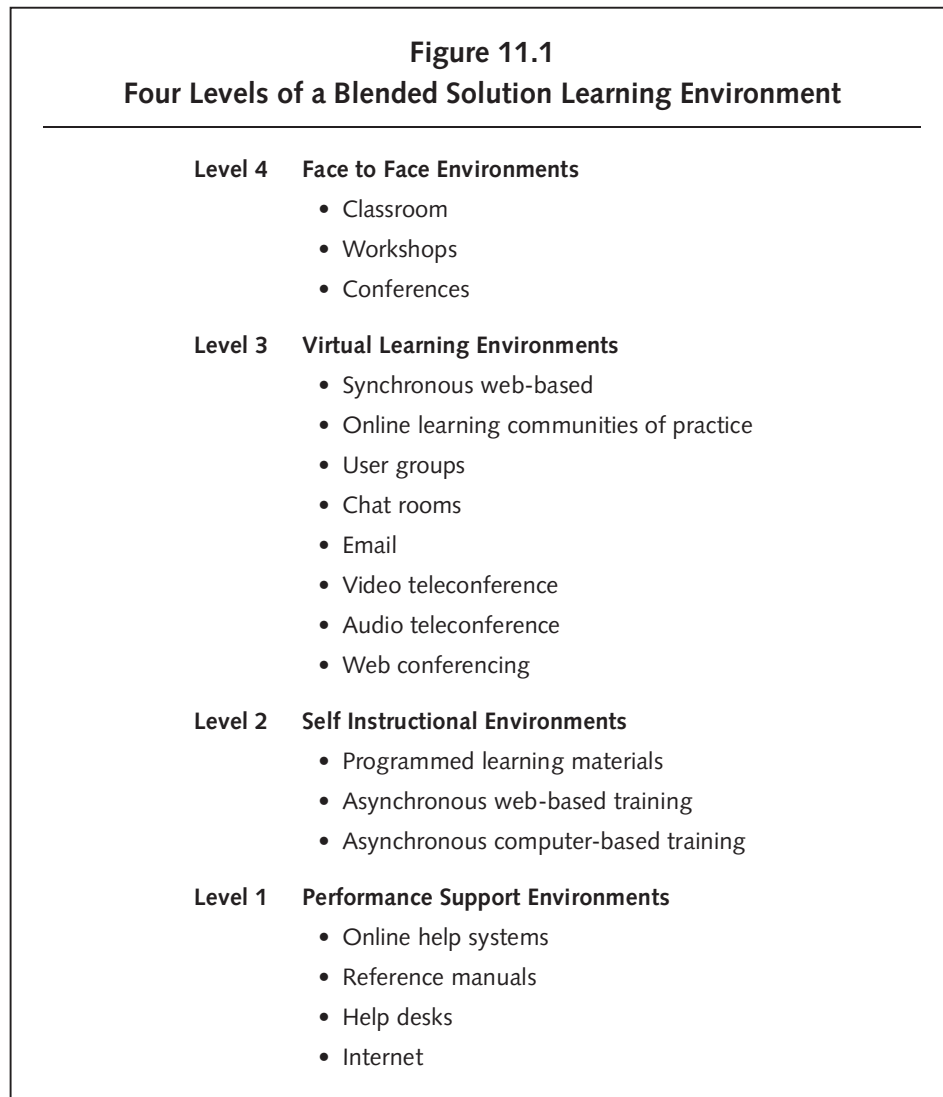 Figure 11.1
Four Levels of a Blended Solution Learning Environment
Level 4 Face to Face Environments
• Classroom
• Workshops
• Conferences
Level 3 Virtual Learning Environments
• Synchronous web-based
• Online learning communities of practice
• User groups
• Chat rooms
• Email
• Video teleconference
• Audio teleconference
• Web conferencing
Level 2 Self Instructional Environments
• Programmed learning materials
• Asynchronous web-based training
• Asynchronous computer-based training
Level 1 Performance Support Environments
• Online help systems
• Reference manuals
• Help desks
• Internet